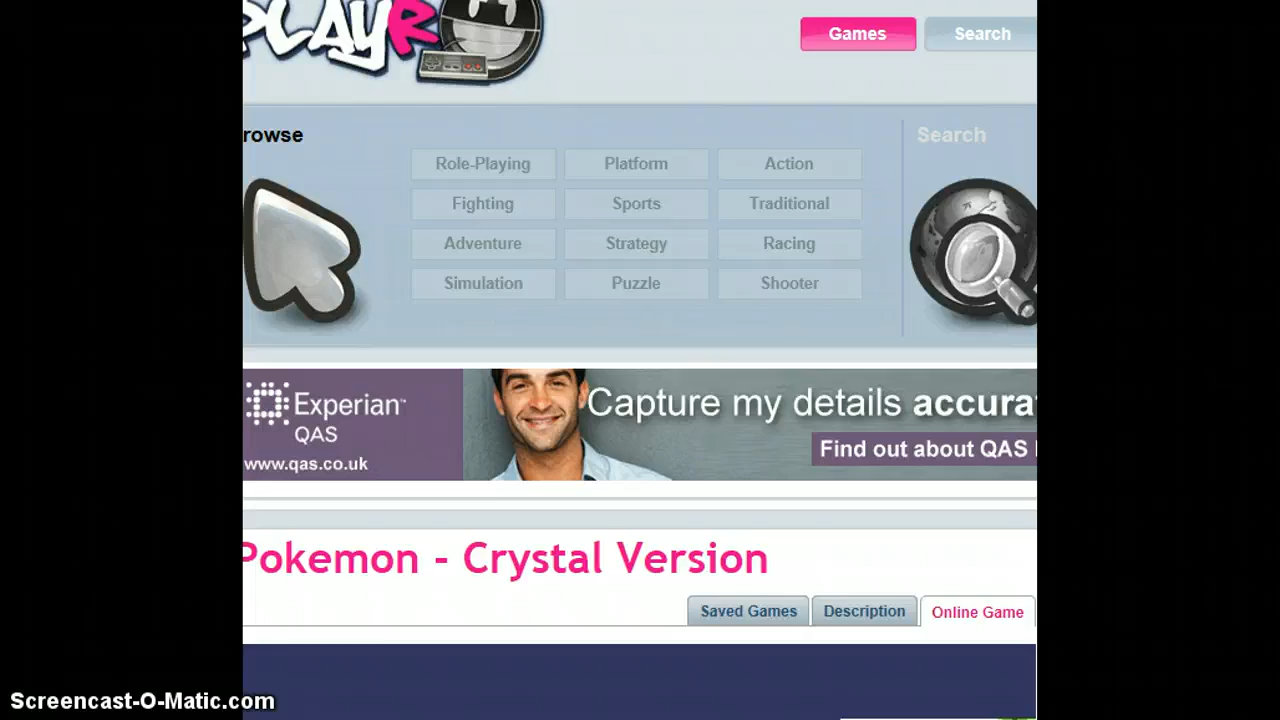 PLAYR
Games
Search
rowse
Search
Role-Playing
Platform
Action
Fighting
Sports
Traditional
Adventure
Strategy
Racing
Simulation
Puzzle
Shooter
Experian™
QAS
www.qas.co.uk
Capture my details accura
Find out about QAS
Pokemon - Crystal Version
Saved Games
Description
Online Game
Screencast-O-Matic.com